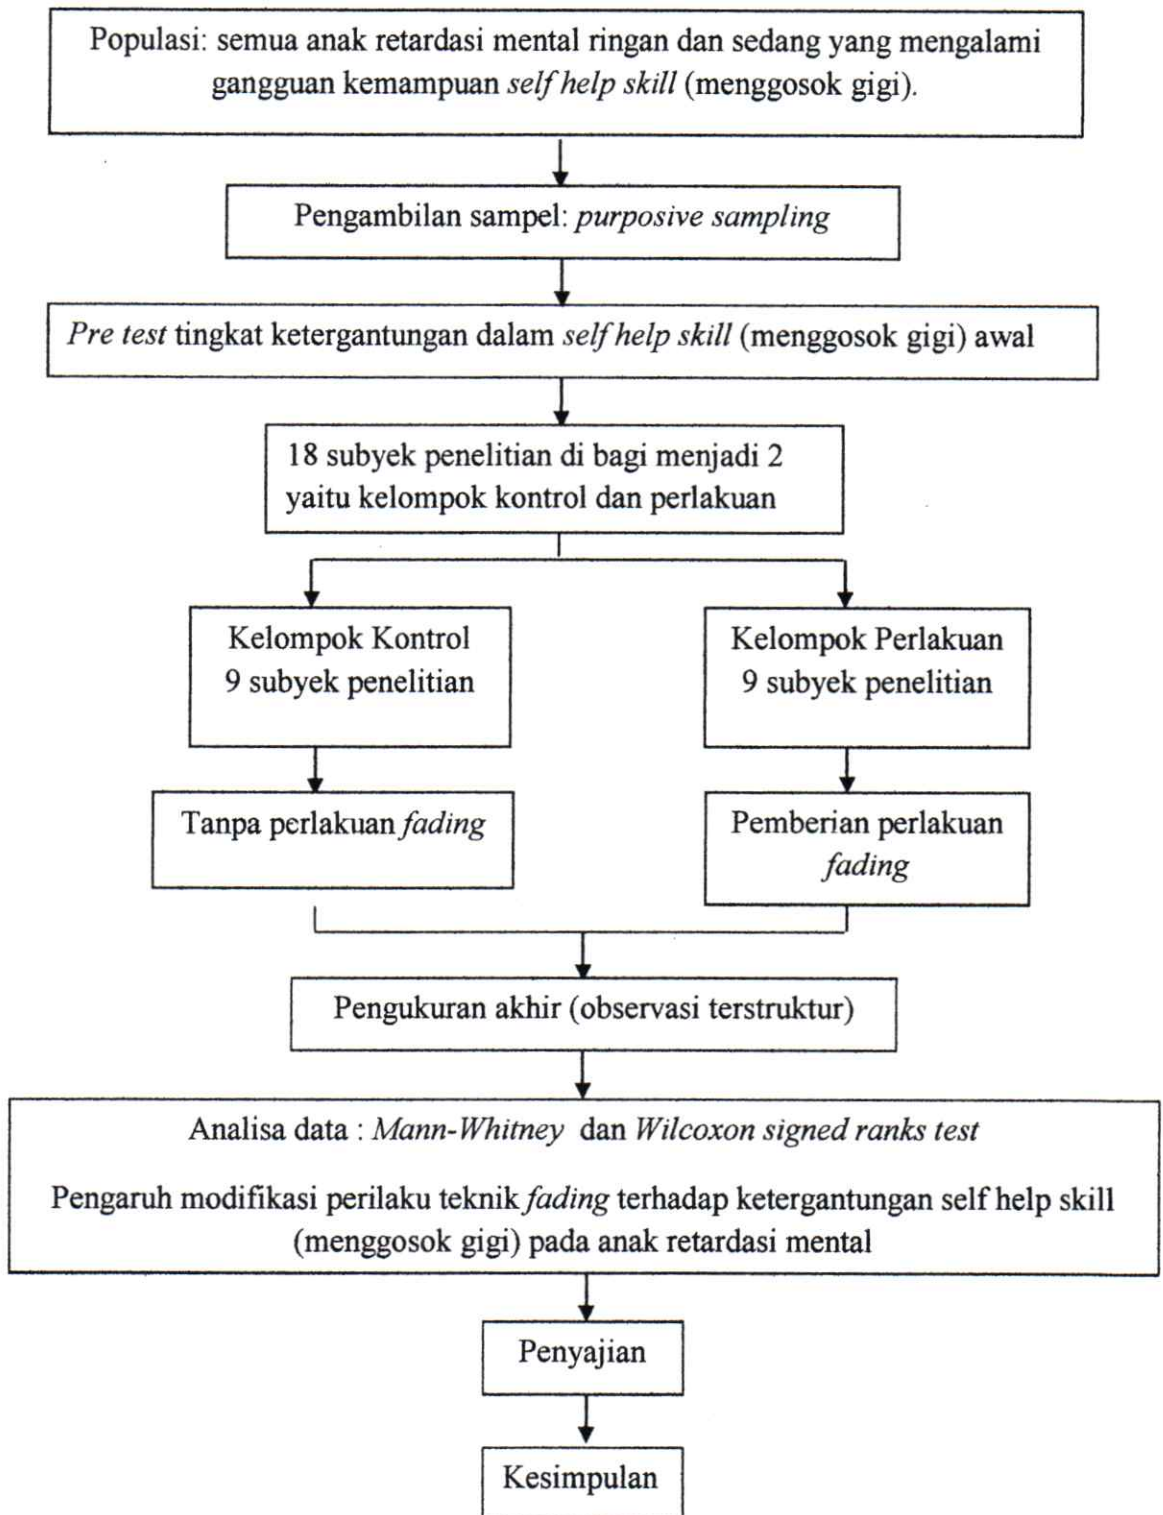 Populasi: semua anak retardasi mental ringan dan sedang yang mengalami
gangguan kemampuan self help skill (menggosok gigi).
Pengambilan sampel: purposive sampling
Pre test tingkat ketergantungan dalam self help skill (menggosok gigi) awal
18 subyek penelitian di bagi menjadi 2
yaitu kelompok kontrol dan perlakuan
Kelompok Kontrol
9 subyek penelitian
Kelompok Perlakuan
9 subyek penelitian
Tanpa perlakuan fading
Pemberian perlakuan
fading
Pengukuran akhir (observasi terstruktur)
Analisa data : Mann-Whitney dan Wilcoxon signed ranks test
Pengaruh modifikasi perilaku teknik fading terhadap ketergantungan self help skill
(menggosok gigi) pada anak retardasi mental
Penyajian
Kesimpulan